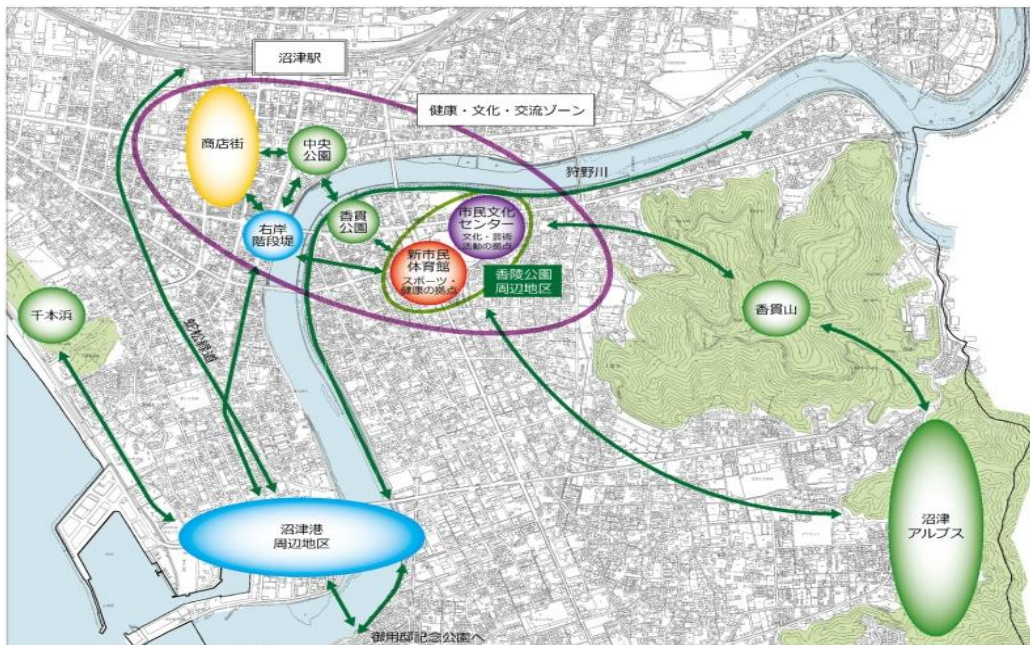 沼津駅
健康・文化・交流ゾーン
商店街
中央
公園
狩野川
香貫
公園
市民文化
センター
文化・芸術
活動の拠点
右岸
階段堤
新市民
体育館
スポーツ・
健康の拠点
香陵公園
周辺地区
千本浜
蛇松緑道
香貫山
沼津港
周辺地区
沼津
アルプス
御用邸記念公園へ